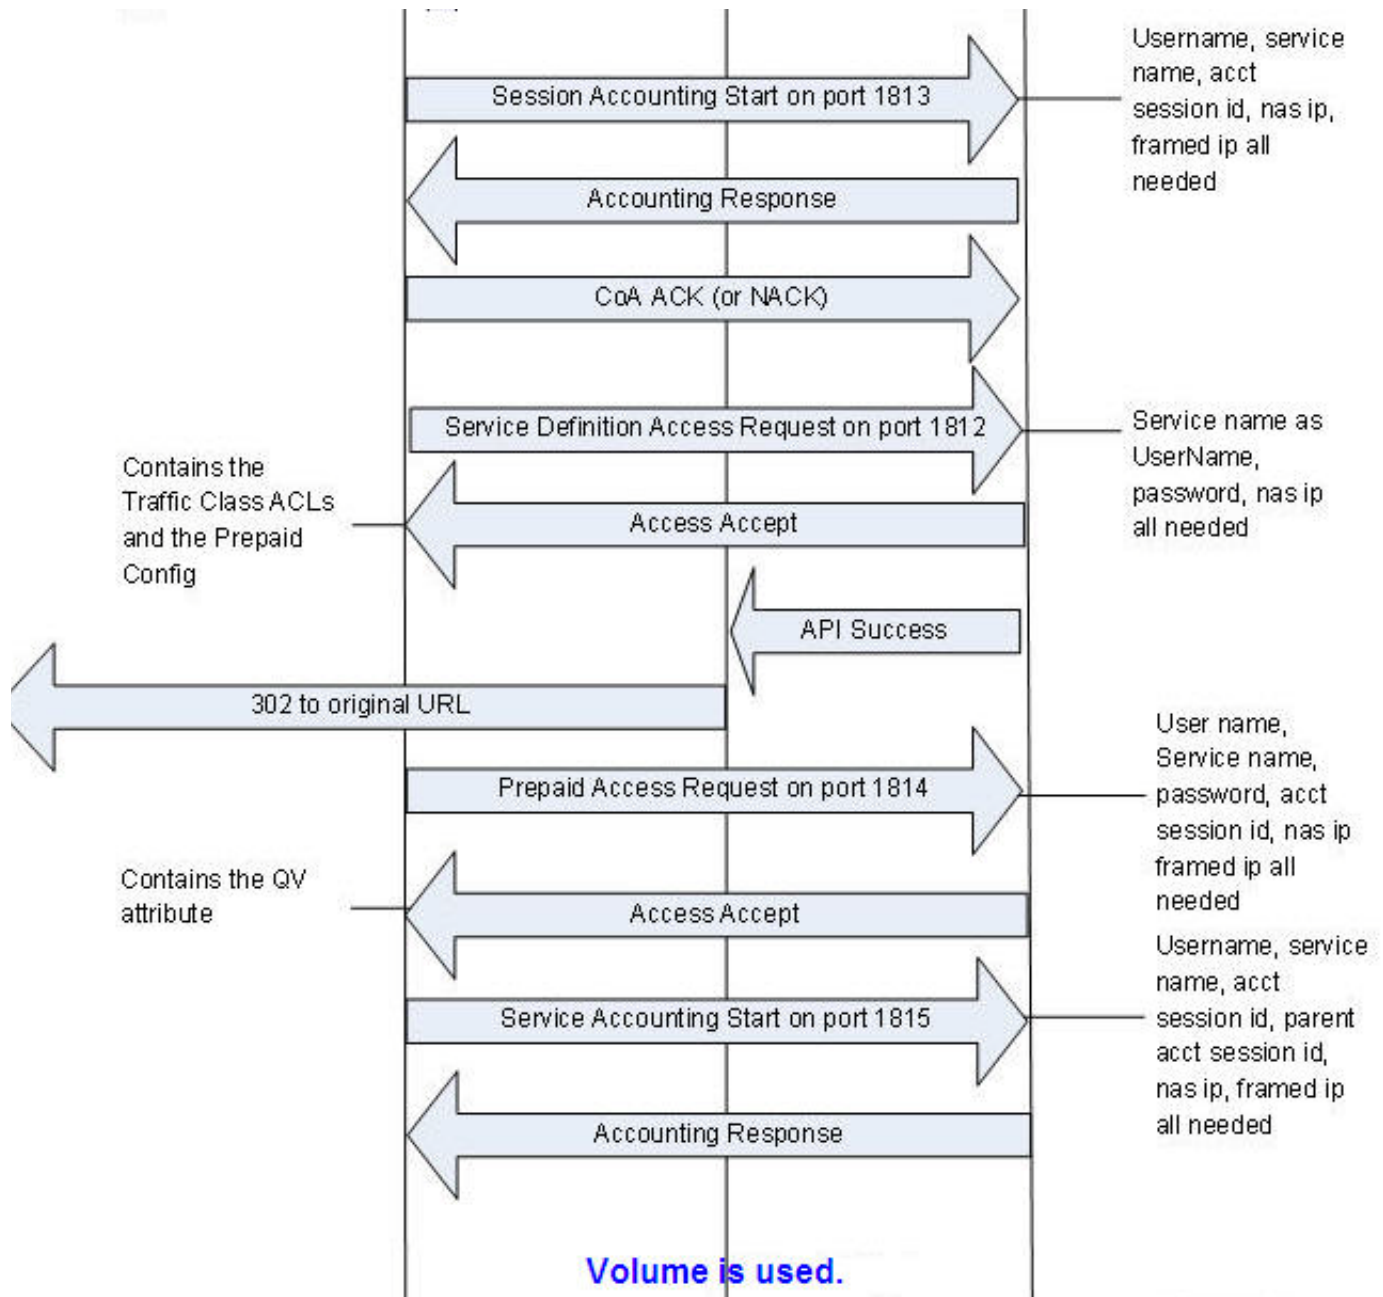 Username, service
name, acct
session id, nas ip,
framed ip all
needed
Session Accounting Start on port 1813
Accounting Response
CoA ACK (or NACK)
Service Definition Access Request on port 1812
Service name as
UserName,
password, nas ip
all needed
Contains the
Traffic Class ACLs
and the Prepaid
Config
Access Accept
API Success
302 to original URL
User name,
Service name,
password, acct
session id, nas ip
framed ip all
needed
Prepaid Access Request on port 1814
Contains the QV
attribute
Access Accept
Username, service
name, acct
session id, parent
acct session id,
nas ip, framed ip
all needed
Service Accounting Start on port 1815
Accounting Response
Volume is used.